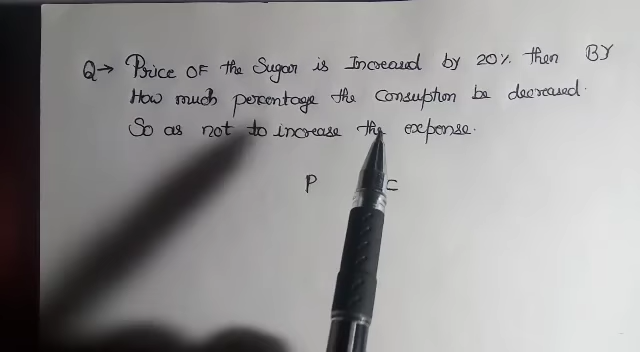 Q→ Price OF the Sugar is Increased by 20% then BY
How much percentage the Consuption be decreased.
So as not to increase the expense.
P C